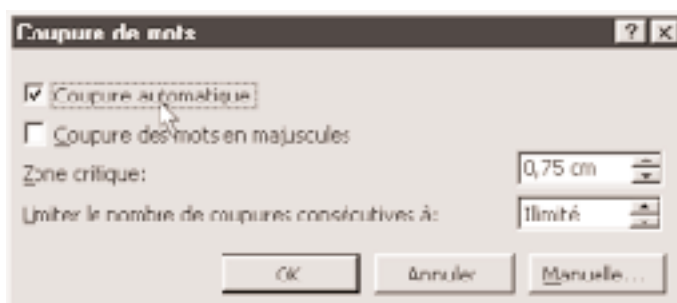 Coupure de mots
Coupure automatique
Coupure des mots en majuscules
Zone critique: 0,75 cm
Limiter le nombre de coupures consécutives à: Illimité
OK Annuler Manuelle...